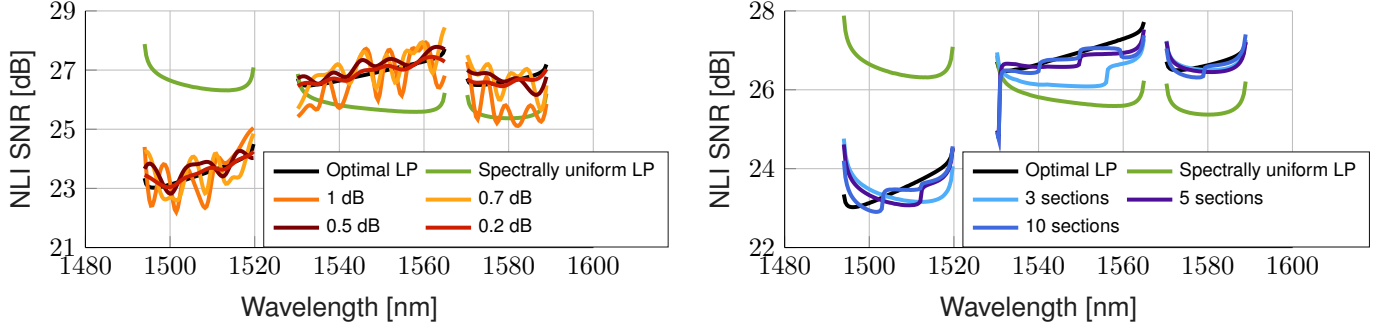 29
27
25
23
21
NLI SNR [dB]
1480 1500 1520 1540 1560 1580 1600
Wavelength [nm]
Optimal LP
Spectrally uniform LP
1 dB
0.7 dB
0.5 dB
0.2 dB
28
26
24
22
NLI SNR [dB]
1480 1500 1520 1540 1560 1580 1600
Wavelength [nm]
Optimal LP
Spectrally uniform LP
3 sections
5 sections
10 sections